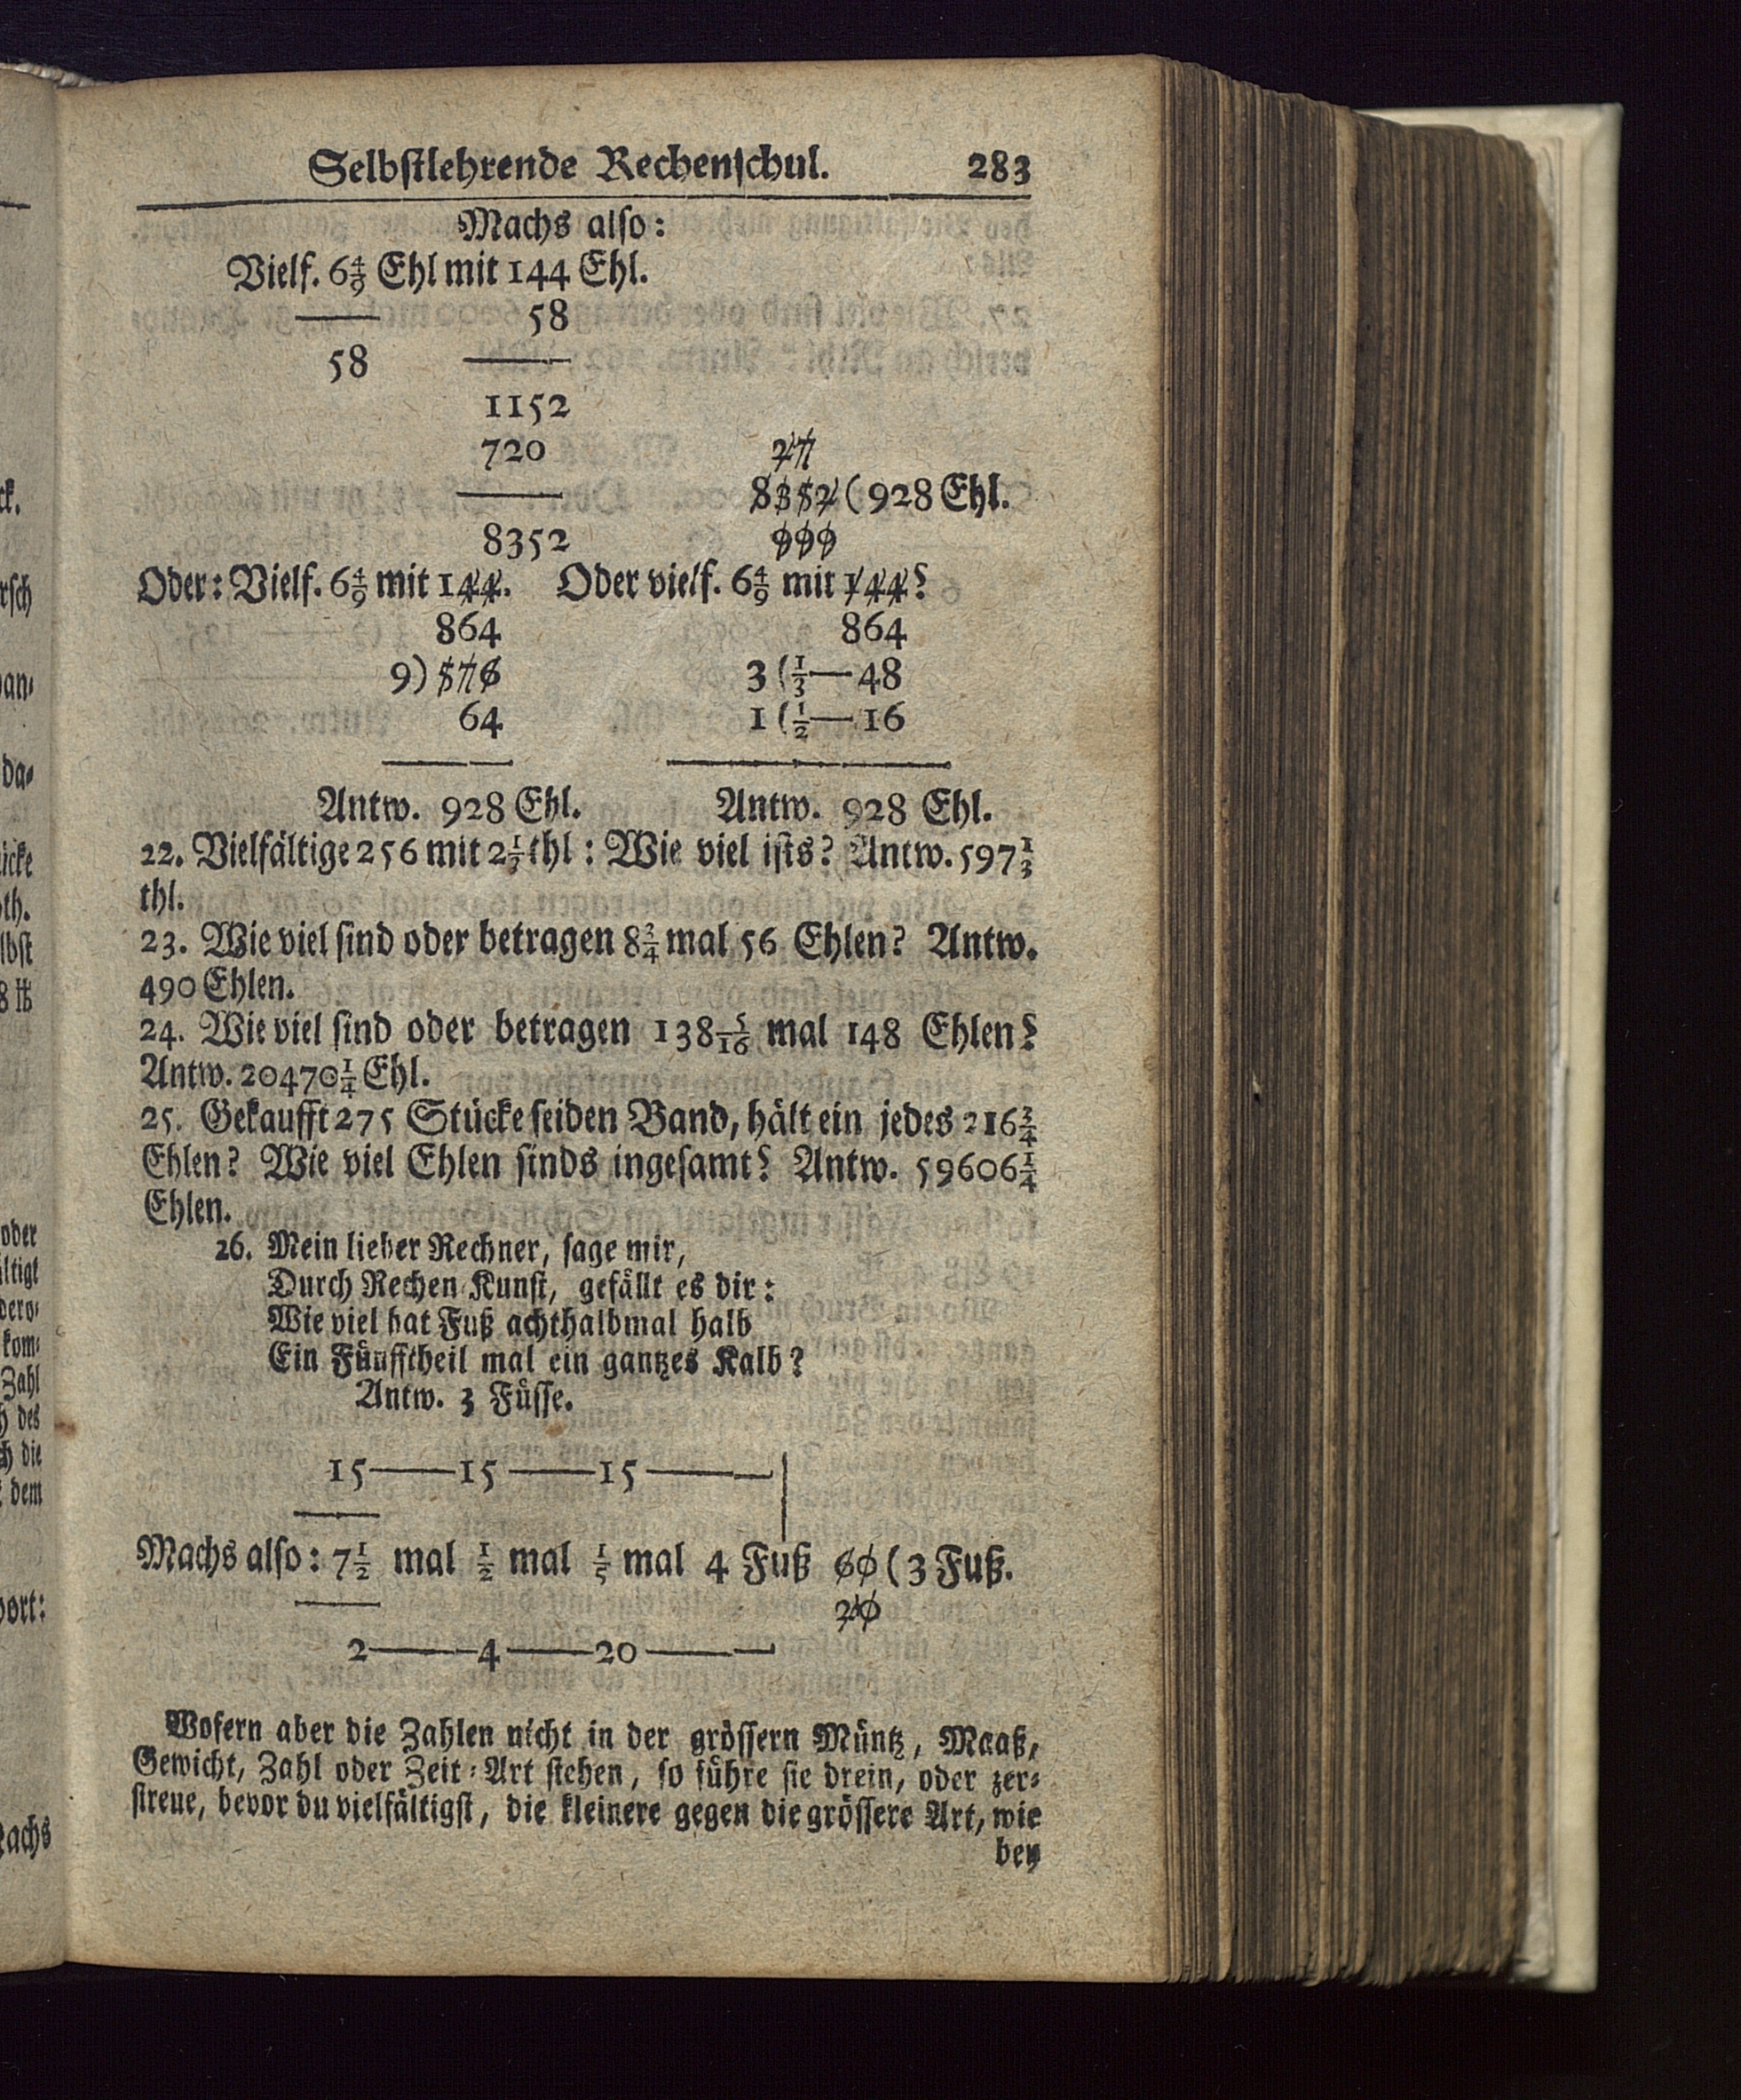 Selbstlehrende Rechenschul. 283
Machs also:
Vielf. 6 4/9 Ehl mit 144 Ehl.
58
58
1152
720
271
8352 (928 Ehl.
8352
999
Oder: Vielf. 6 4/9 mit 144. Oder vielf. 6 4/9 mit 144?
864 864
9) 576 3 (1/3—48
64 1 (1/2—16
Antw. 928 Ehl. Antw. 928 Ehl.
22. Vielfältige 256 mit 2 1/3 thl: Wie viel ists? Antw. 597 1/3
thl.
23. Wie viel sind oder betragen 8 3/4 mal 56 Ehlen? Antw.
490 Ehlen.
24. Wie viel sind oder betragen 138 5/16 mal 148 Ehlen?
Antw. 20470 1/4 Ehl.
25. Gekaufft 275 Stücke seiden Band, hält ein jedes 216 3/4
Ehlen? Wie viel Ehlen sinds ingesamt? Antw. 59606 1/4
Ehlen.
26. Mein lieber Rechner, sage mir,
Durch Rechen Kunst, gefällt es dir:
Wie viel hat Fuß achthalbmal halb
Ein Fünfftheil mal ein gantzes Kalb?
Antw. 3 Füsse.
15——15——15——
Machs also: 7 1/2 mal 1/2 mal 1/5 mal 4 Fuß 60 (3 Fuß.
20
2——4——20——
Wofern aber die Zahlen nicht in der grössern Müntz, Maaß,
Gewicht, Zahl oder Zeit-Art stehen, so führe sie drein, oder zer-
streue, bevor du vielfältigst, die kleinere gegen die grössere Art, wie
bey